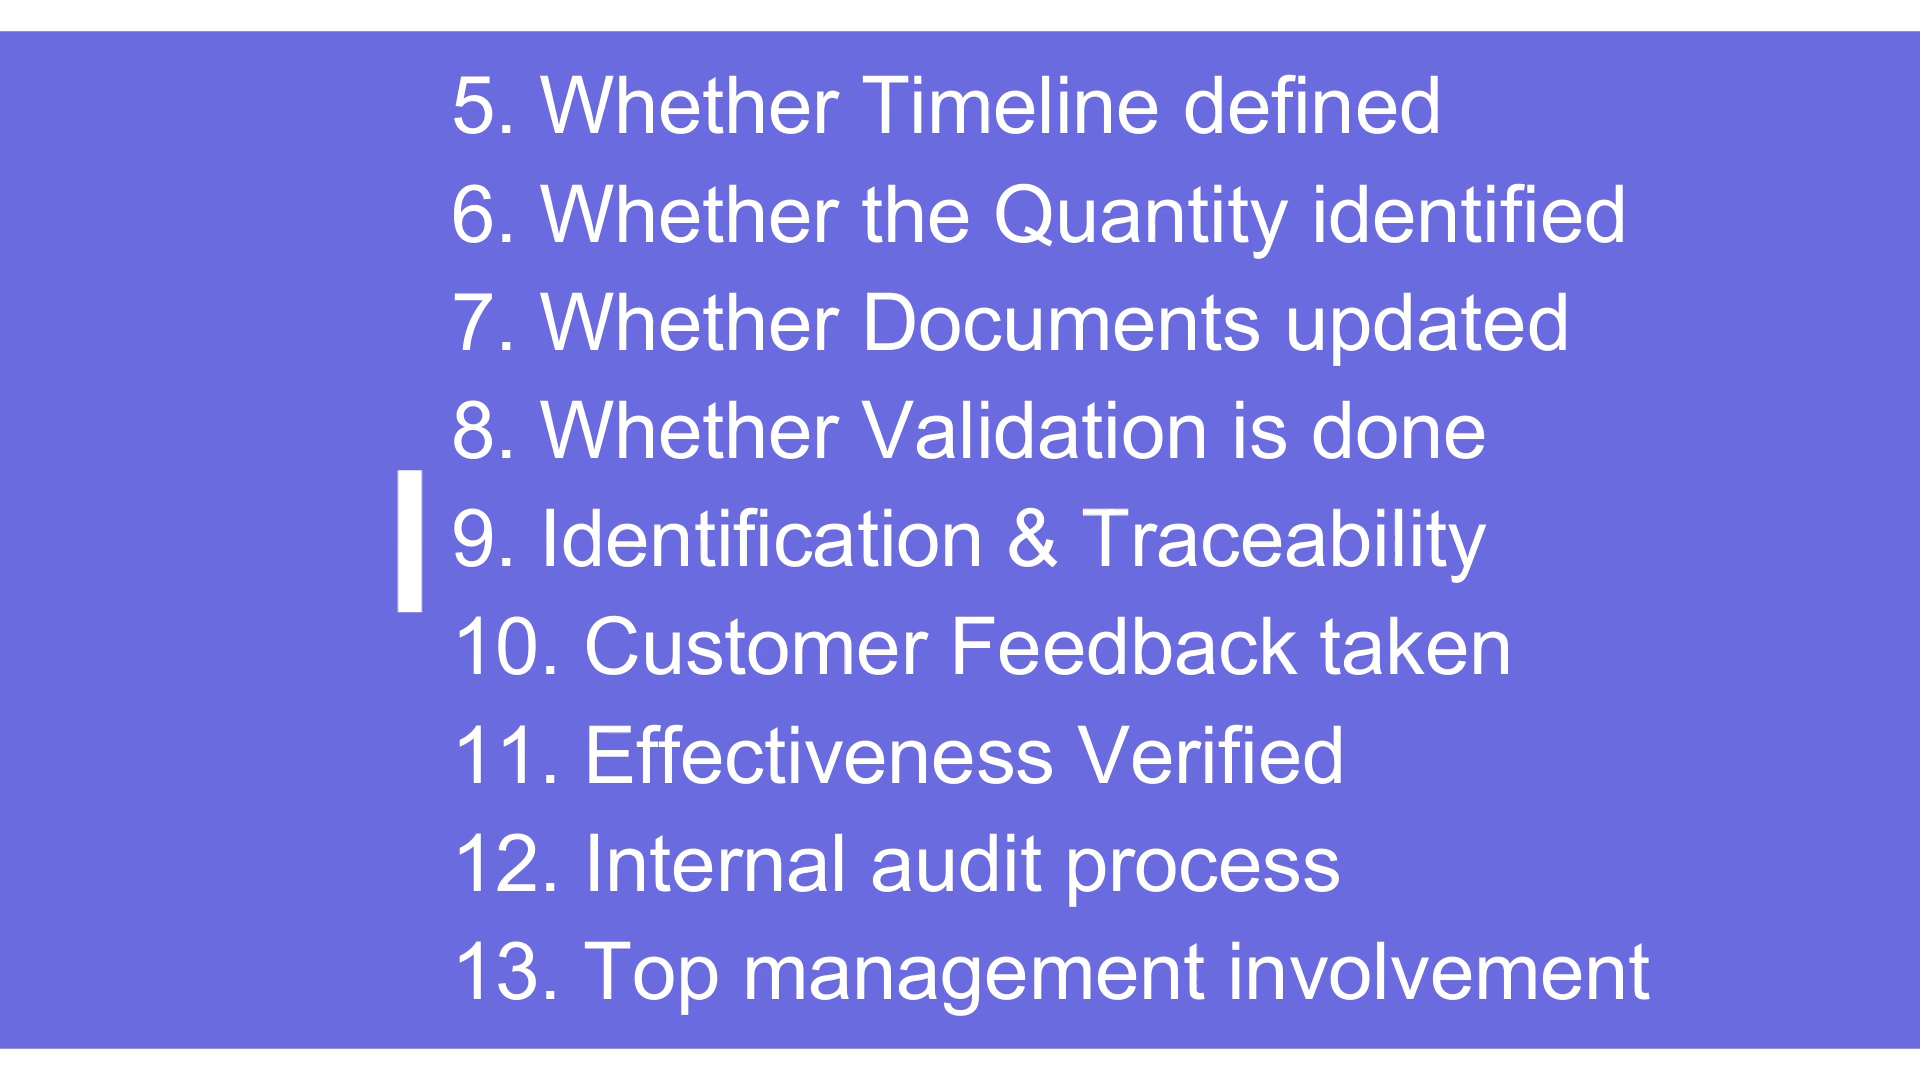 5. Whether Timeline defined
6. Whether the Quantity identified
7. Whether Documents updated
8. Whether Validation is done
9. Identification & Traceability
10. Customer Feedback taken
11. Effectiveness Verified
12. Internal audit process
13. Top management involvement